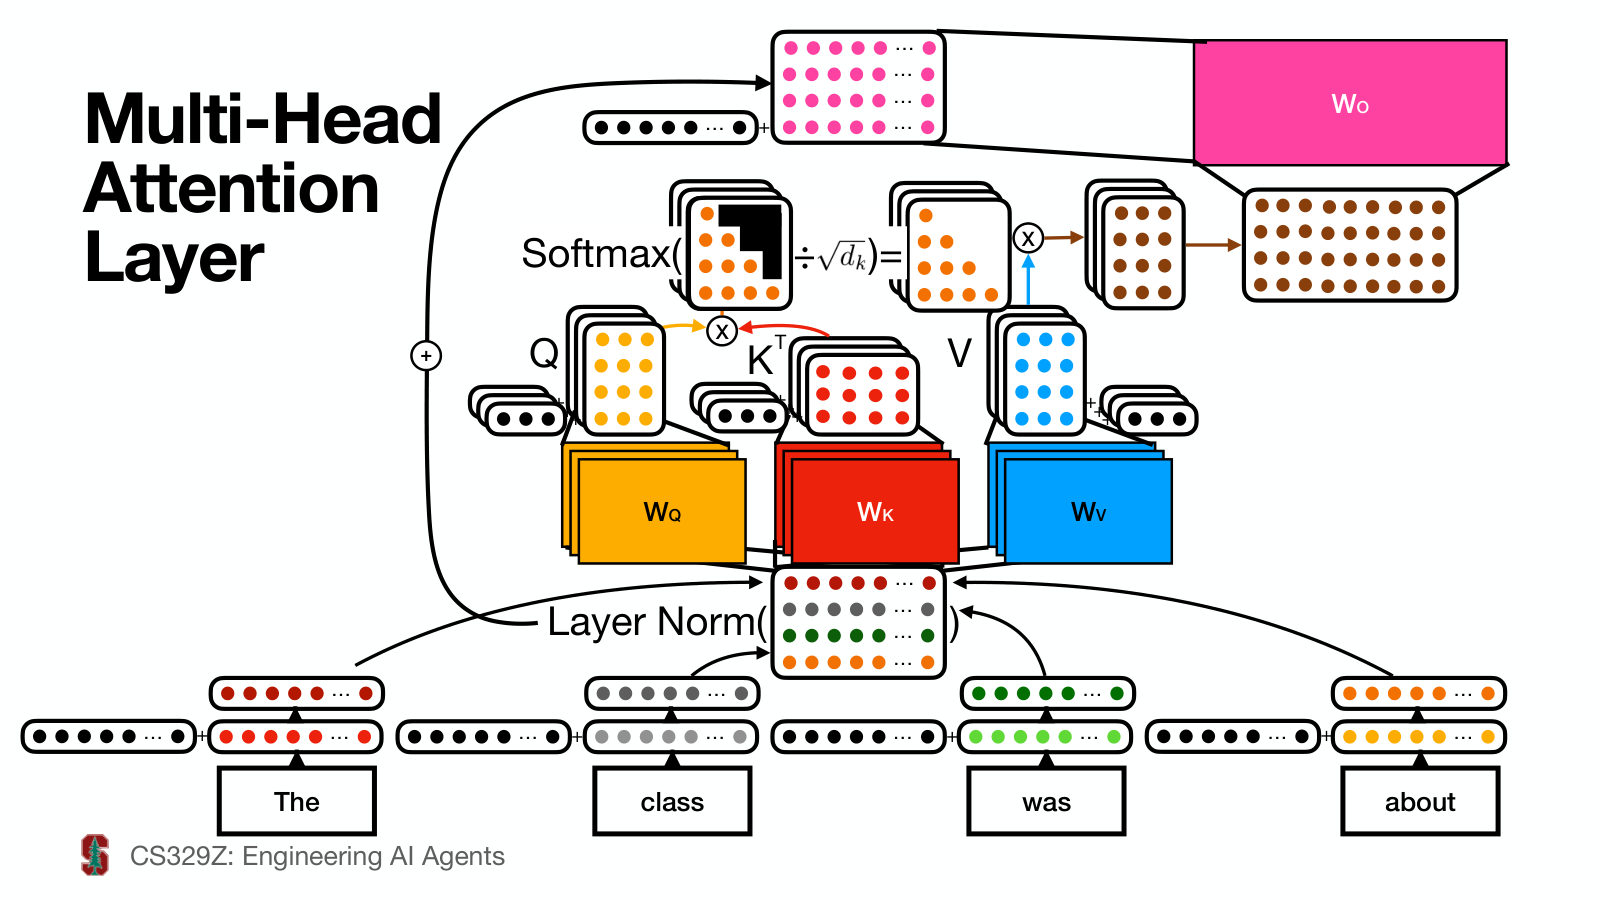 Multi-Head
Attention
Layer
... 
...
...
...
... +
Wo
Softmax( ÷ √dk ) =
x
x
Q
KT
V
+
+
+
+
+
+
WQ
WK
WV
Layer Norm( )
...
...
...
...
... ... ... ...
... + ... ... + ... ... + ... ... + ...
The class was about
CS329Z: Engineering AI Agents